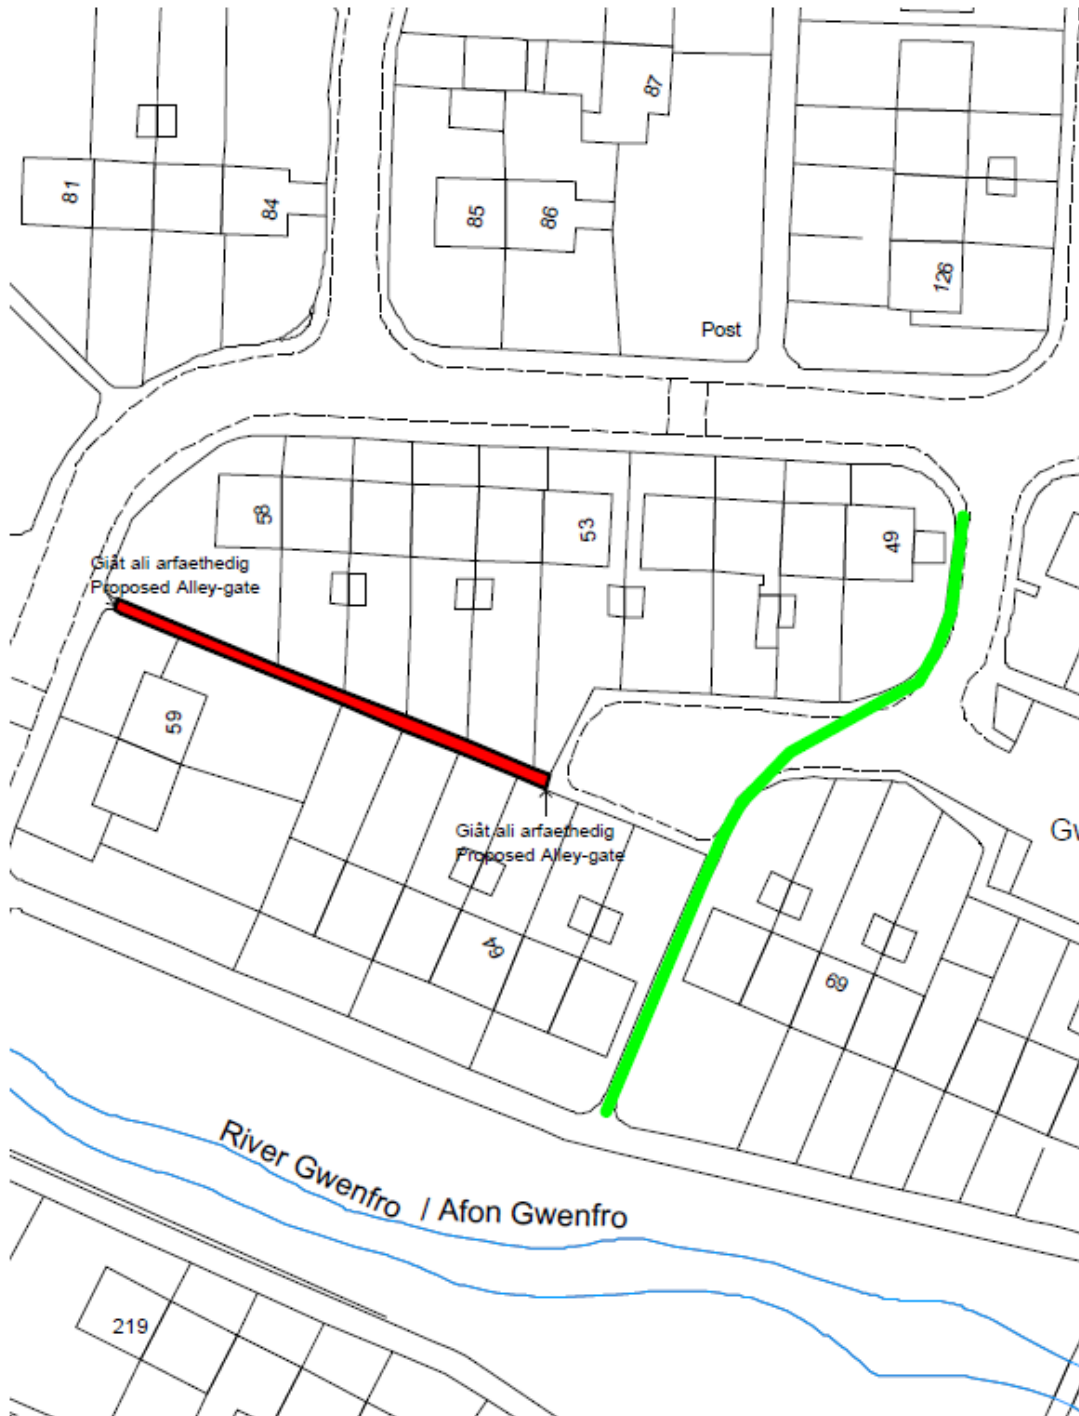 87
81
84
85
86
126
Post
58
53
49
Giât ali arfaethedig
Proposed Alley-gate
59
Giât ali arfaethedig
Proposed Alley-gate
Gw
64
69
River Gwenfro / Afon Gwenfro
219